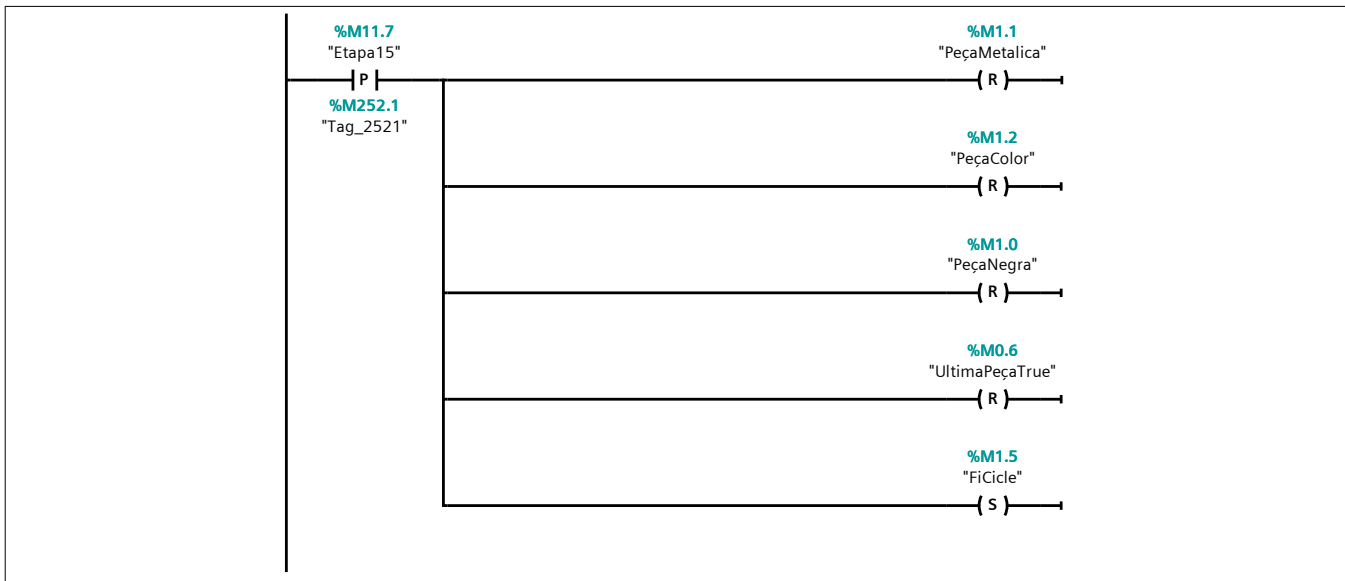 %M11.7
"Etapa15"
P
%M252.1
"Tag_2521"
%M1.1
"PeçaMetalica"
( R )
%M1.2
"PeçaColor"
( R )
%M1.0
"PeçaNegra"
( R )
%M0.6
"UltimaPeçaTrue"
( R )
%M1.5
"FiCicle"
( S )